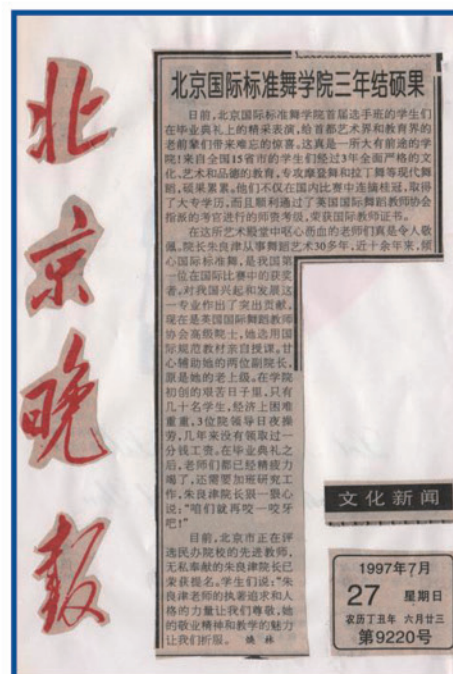 北京晚报
北京国际标准舞学院三年结硕果
日前,北京国际标准舞学院首届选手班的学生们
在毕业典礼上的精采表演,给首都艺术界和教育界的
老前辈们带来难忘的惊喜。这真是一所大有前途的学
院!来自全国15省市的学生们经过3年全面严格的文
化、艺术和品德的教育,专攻摩登和拉丁舞等现代舞
蹈,硕果累累。他们不仅在国内比赛中连摘桂冠,取得
了大专学历,而且顺利通过了英国国际舞蹈教师协会
指派的考官进行的师资考级,荣获国际教师证书。
在这所艺术殿堂中呕心沥血的老师们真是令人敬
佩。院长朱良津从事舞蹈艺术30多年,近十余年来,倾
心国际标准舞,是我国第
一位在国际比赛中的获奖
者。对我国兴起和发展这
一专业作出了突出贡献。
现在是英国国际舞蹈教师
协会高级院士,她选用国
际规范教材亲自授课。甘
心辅助她的两位副院长,
原是她的老上级。在学院
初创的艰苦日子里,只有
几十名学生,经济上困难
重重,3位院领导日夜操
劳,几年来没有领取过一
分钱工资。在毕业典礼之
后,老师们都已经精疲力
竭了,还需要加班研究工
作,朱良津院长狠一狠心
说:“咱们就再咬一咬牙
吧!”
目前,北京市正在评
选民办院校的先进教师,
无私奉献的朱良津院长已
荣获提名。学生们说:“朱
良津老师的执著追求和人
格的力量让我们尊敬,她
的敬业精神和教学的魅力
让我们折服。
文化新闻
1997年7月
27 星期日
农历丁丑年 六月廿三
第9220号